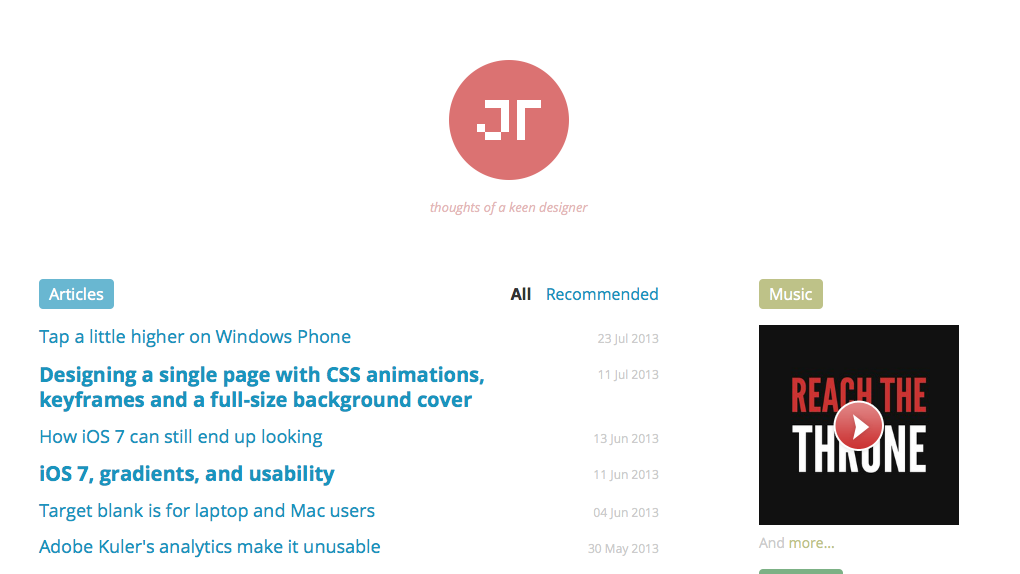 JT
thoughts of a keen designer
Articles
All Recommended
Tap a little higher on Windows Phone 23 Jul 2013
Designing a single page with CSS animations, 11 Jul 2013
keyframes and a full-size background cover
How iOS 7 can still end up looking 13 Jun 2013
iOS 7, gradients, and usability 11 Jun 2013
Target blank is for laptop and Mac users 04 Jun 2013
Adobe Kuler's analytics make it unusable 30 May 2013
Music
REACH THE
THRONE
And more...